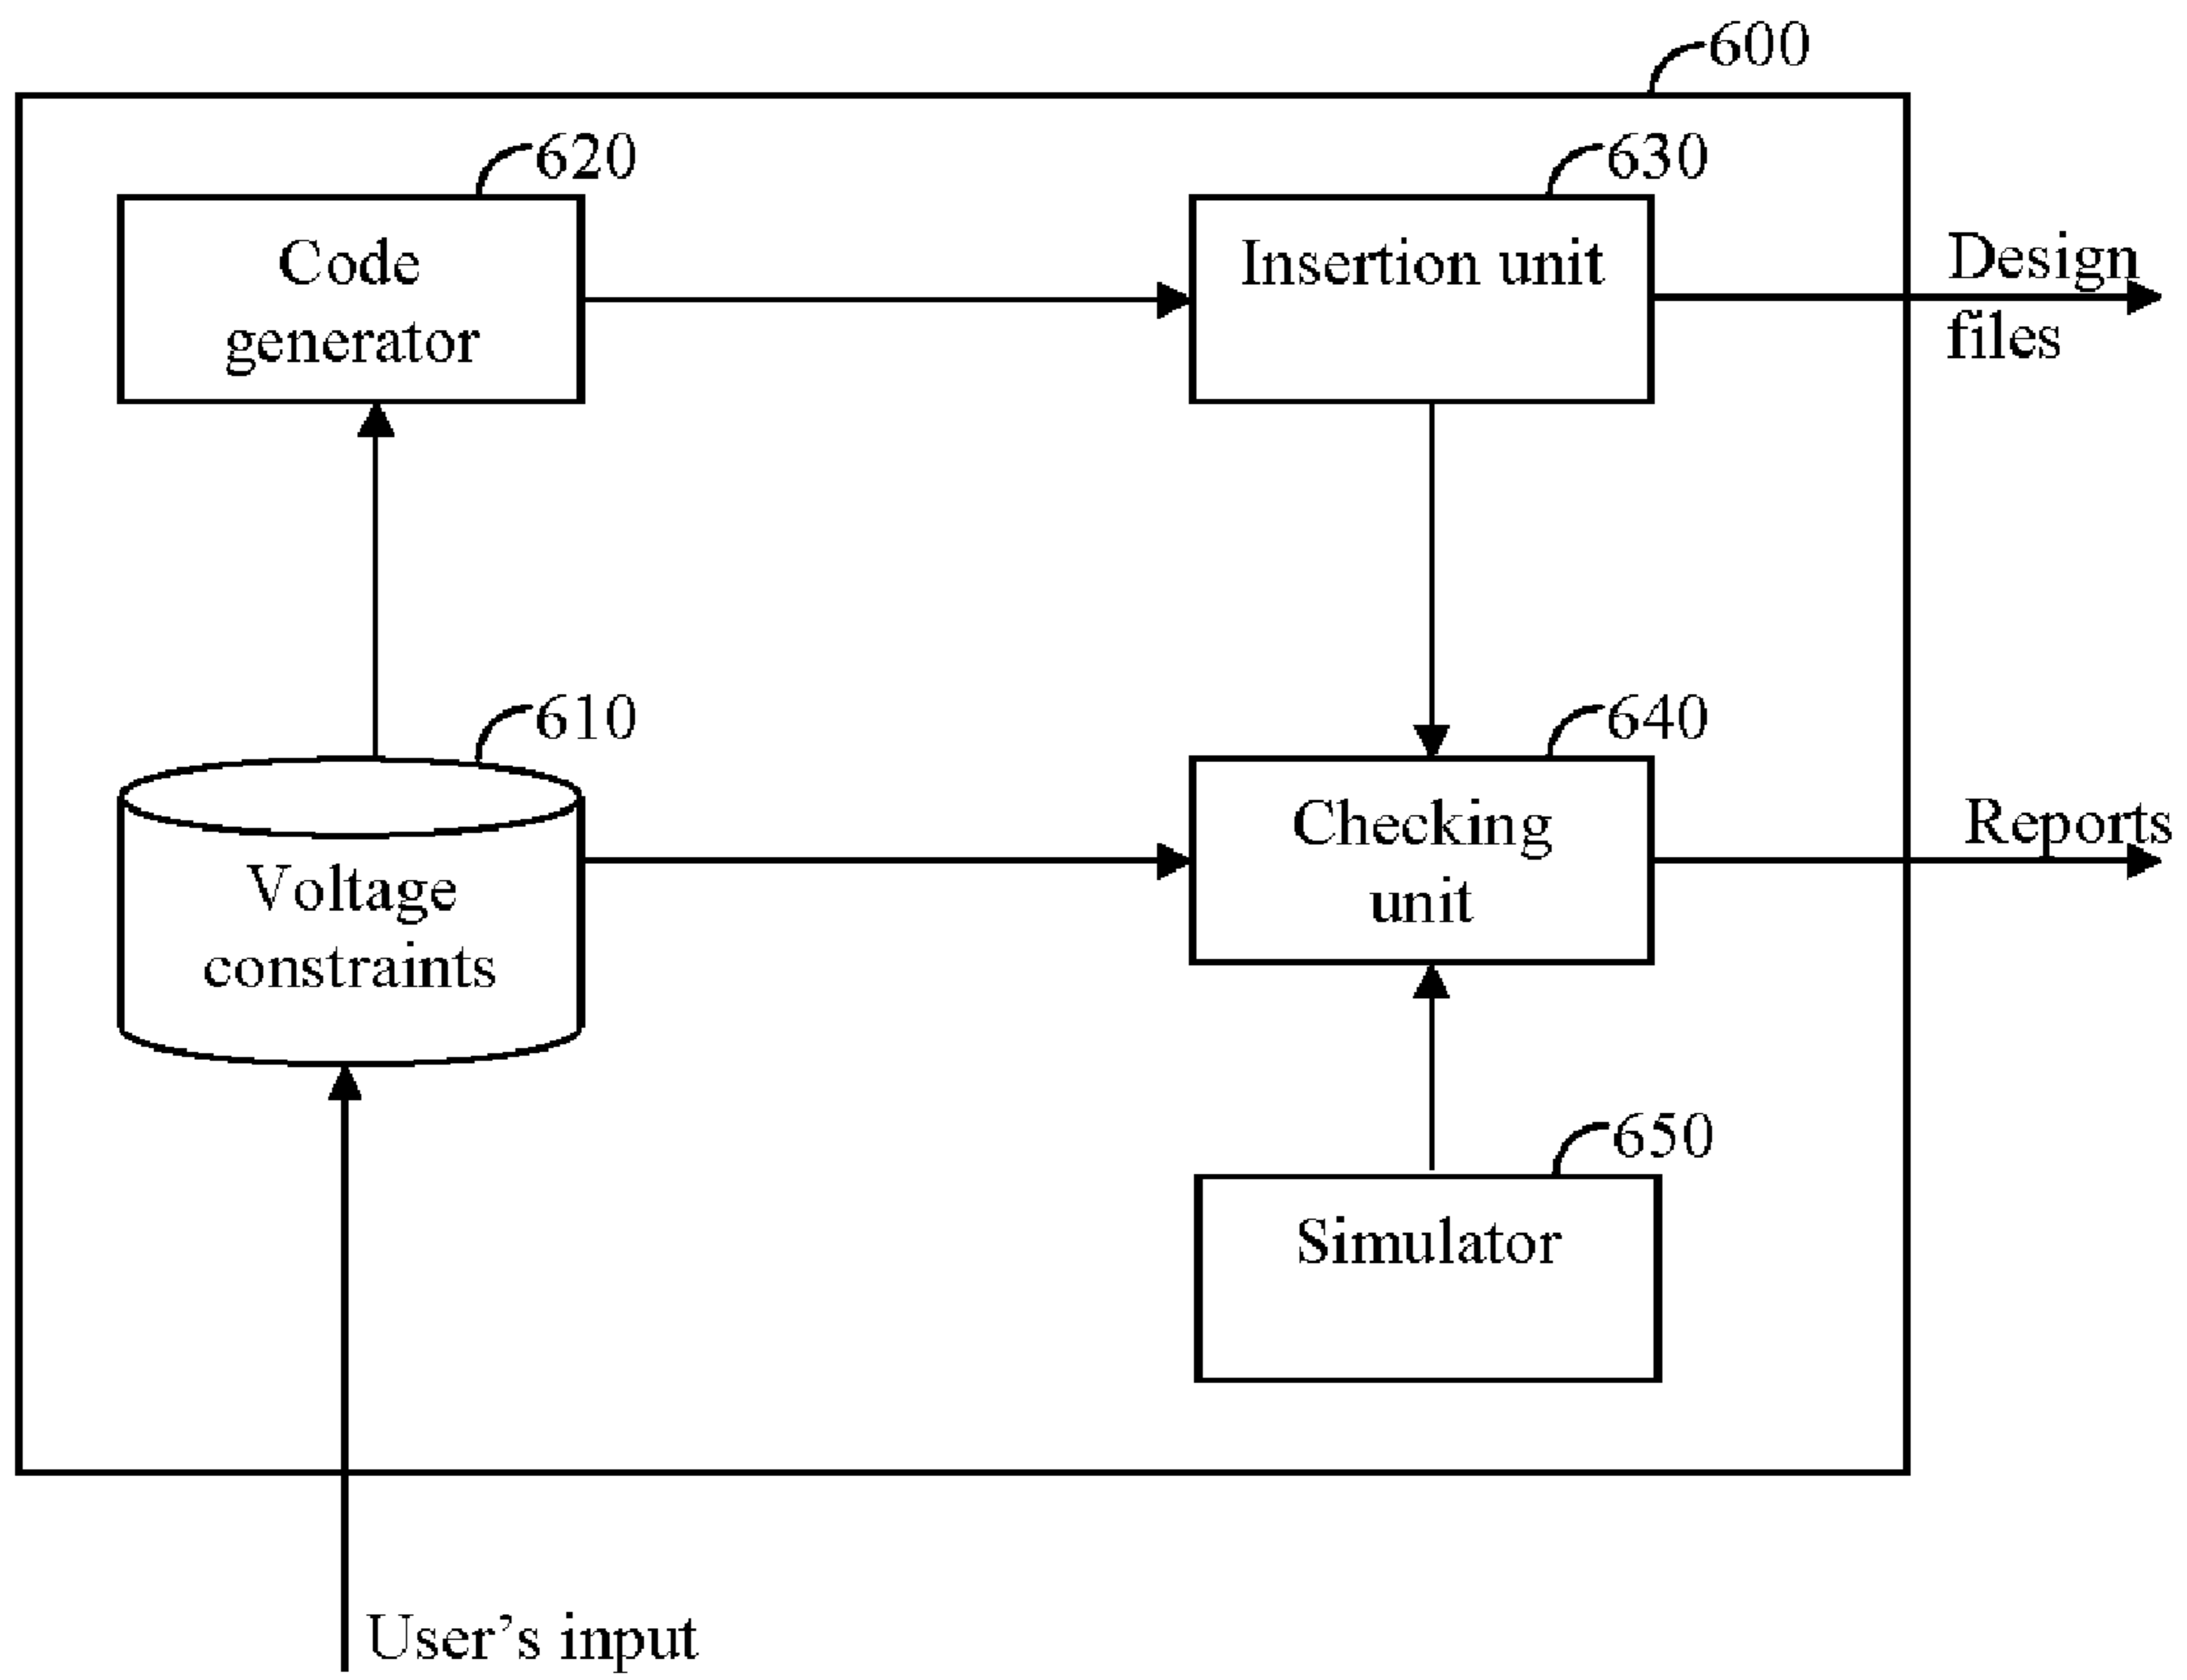 600
620
630
Code
generator
Insertion unit
Design
files
610
640
Voltage
constraints
Checking
unit
Reports
650
Simulator
User's input